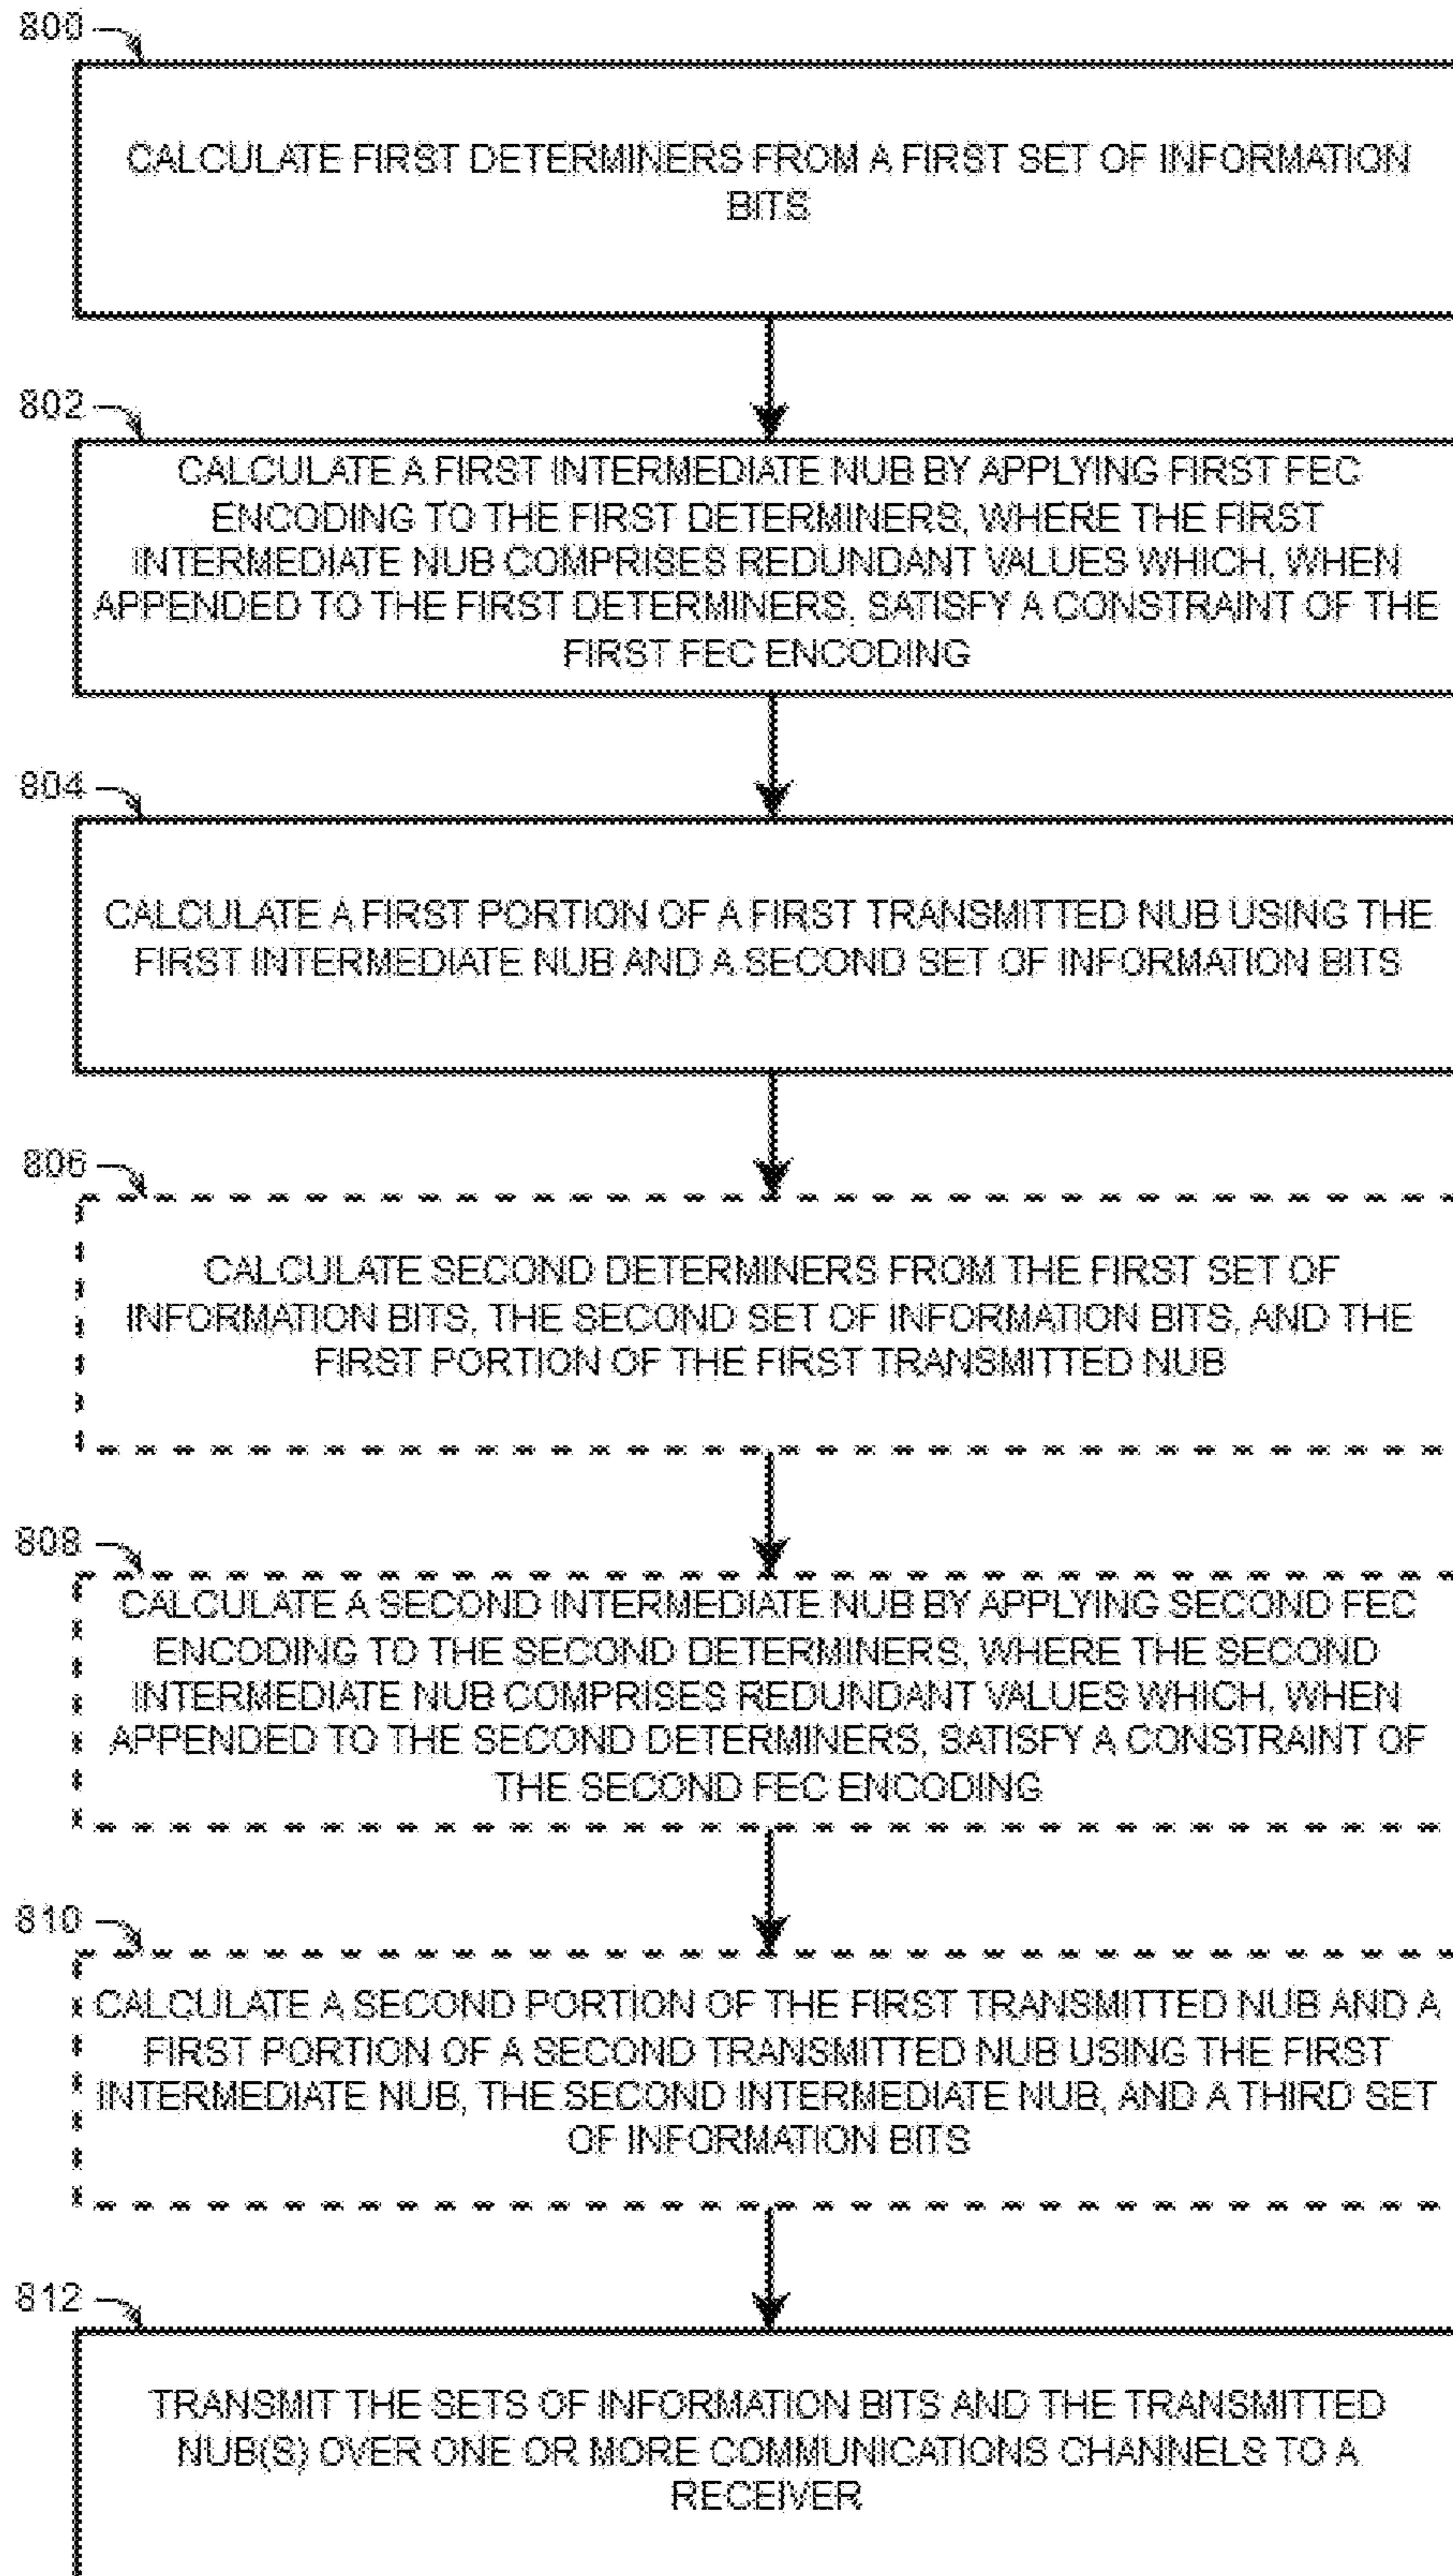 800
CALCULATE FIRST DETERMINERS FROM A FIRST SET OF INFORMATION
BITS
802
CALCULATE A FIRST INTERMEDIATE NUB BY APPLYING FIRST FEC
ENCODING TO THE FIRST DETERMINERS, WHERE THE FIRST
INTERMEDIATE NUB COMPRISES REDUNDANT VALUES WHICH, WHEN
APPENDED TO THE FIRST DETERMINERS, SATISFY A CONSTRAINT OF THE
FIRST FEC ENCODING
804
CALCULATE A FIRST PORTION OF A FIRST TRANSMITTED NUB USING THE
FIRST INTERMEDIATE NUB AND A SECOND SET OF INFORMATION BITS
806
CALCULATE SECOND DETERMINERS FROM THE FIRST SET OF
INFORMATION BITS, THE SECOND SET OF INFORMATION BITS, AND THE
FIRST PORTION OF THE FIRST TRANSMITTED NUB
808
CALCULATE A SECOND INTERMEDIATE NUB BY APPLYING SECOND FEC
ENCODING TO THE SECOND DETERMINERS, WHERE THE SECOND
INTERMEDIATE NUB COMPRISES REDUNDANT VALUES WHICH, WHEN
APPENDED TO THE SECOND DETERMINERS, SATISFY A CONSTRAINT OF
THE SECOND FEC ENCODING
810
CALCULATE A SECOND PORTION OF THE FIRST TRANSMITTED NUB AND A
FIRST PORTION OF A SECOND TRANSMITTED NUB USING THE FIRST
INTERMEDIATE NUB, THE SECOND INTERMEDIATE NUB, AND A THIRD SET
OF INFORMATION BITS
812
TRANSMIT THE SETS OF INFORMATION BITS AND THE TRANSMITTED
NUB(S) OVER ONE OR MORE COMMUNICATIONS CHANNELS TO A
RECEIVER